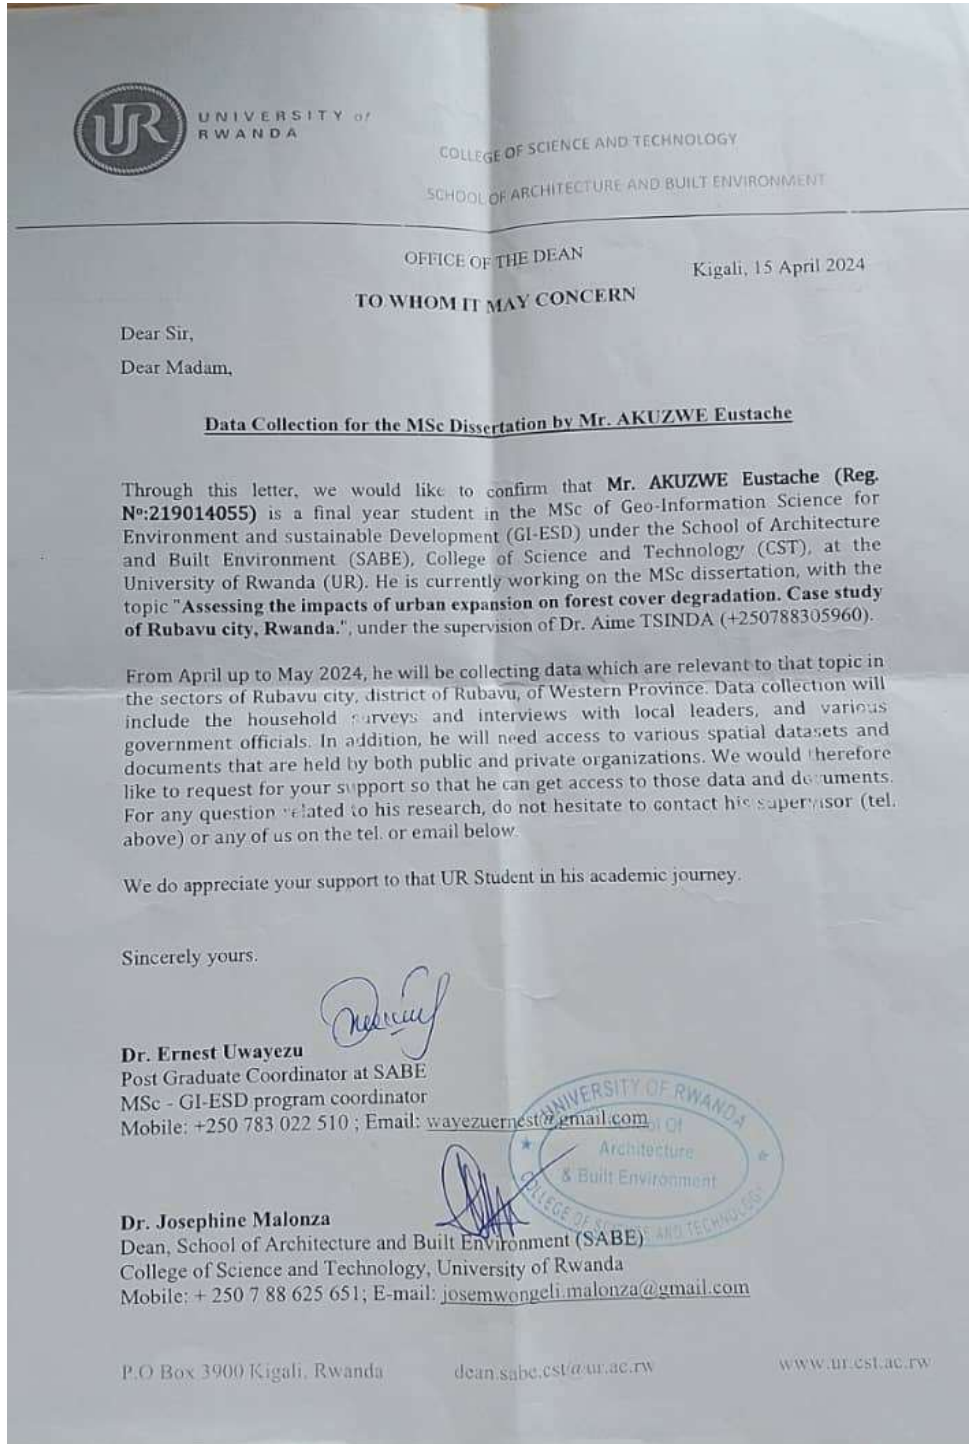 UR
UNIVERSITY of
RWANDA
COLLEGE OF SCIENCE AND TECHNOLOGY
SCHOOL OF ARCHITECTURE AND BUILT ENVIRONMENT
OFFICE OF THE DEAN
Kigali, 15 April 2024
TO WHOM IT MAY CONCERN
Dear Sir,
Dear Madam,
Data Collection for the MSc Dissertation by Mr. AKUZWE Eustache
Through this letter, we would like to confirm that Mr. AKUZWE Eustache (Reg.
Nº:219014055) is a final year student in the MSc of Geo-Information Science for
Environment and sustainable Development (GI-ESD) under the School of Architecture
and Built Environment (SABE), College of Science and Technology (CST), at the
University of Rwanda (UR). He is currently working on the MSc dissertation, with the
topic "Assessing the impacts of urban expansion on forest cover degradation. Case study
of Rubavu city, Rwanda.", under the supervision of Dr. Aime TSINDA (+250788305960).
From April up to May 2024, he will be collecting data which are relevant to that topic in
the sectors of Rubavu city, district of Rubavu, of Western Province. Data collection will
include the household surveys and interviews with local leaders, and various
government officials. In addition, he will need access to various spatial datasets and
documents that are held by both public and private organizations. We would therefore
like to request for your support so that he can get access to those data and documents.
For any question related to his research, do not hesitate to contact his supervisor (tel.
above) or any of us on the tel. or email below.
We do appreciate your support to that UR Student in his academic journey.
Sincerely yours.
Dr. Ernest Uwayezu
Post Graduate Coordinator at SABE
MSc - GI-ESD program coordinator
Mobile: +250 783 022 510 ; Email: wayezuernest@gmail.com
UNIVERSITY OF RWANDA
School Of
Architecture
& Built Environment
COLLEGE OF SCIENCE AND TECHNOLOGY
Dr. Josephine Malonza
Dean, School of Architecture and Built Environment (SABE)
College of Science and Technology, University of Rwanda
Mobile: + 250 7 88 625 651; E-mail: josemwongeli.malonza@gmail.com
P.O Box 3900 Kigali, Rwanda
dean.sabe.cst@ur.ac.rw
www.ur.cst.ac.rw